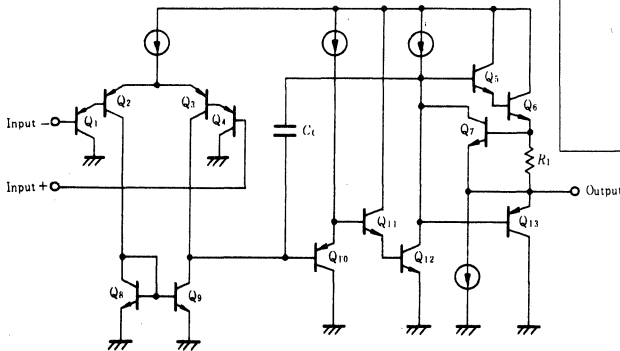 Q5
Q2
Q3
Q6
Input −
Q1
Q4
Cc
Q7
R1
Input +
Output
Q11
Q13
Q10
Q12
Q8
Q9